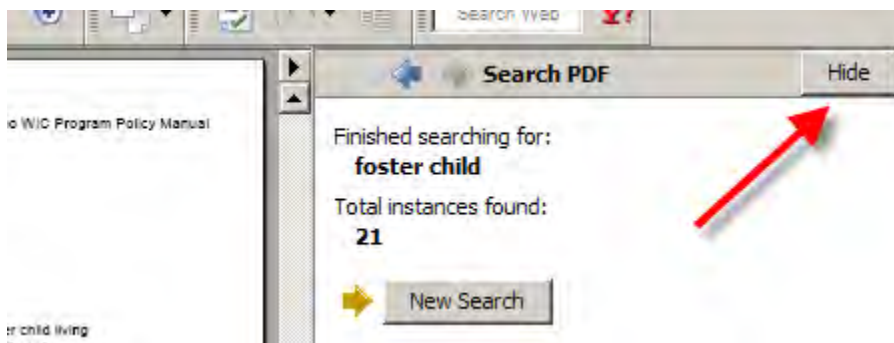 Search Web
Y!
Search PDF
Hide
o WIC Program Policy Manual
Finished searching for:
foster child
Total instances found:
21
New Search
er child living